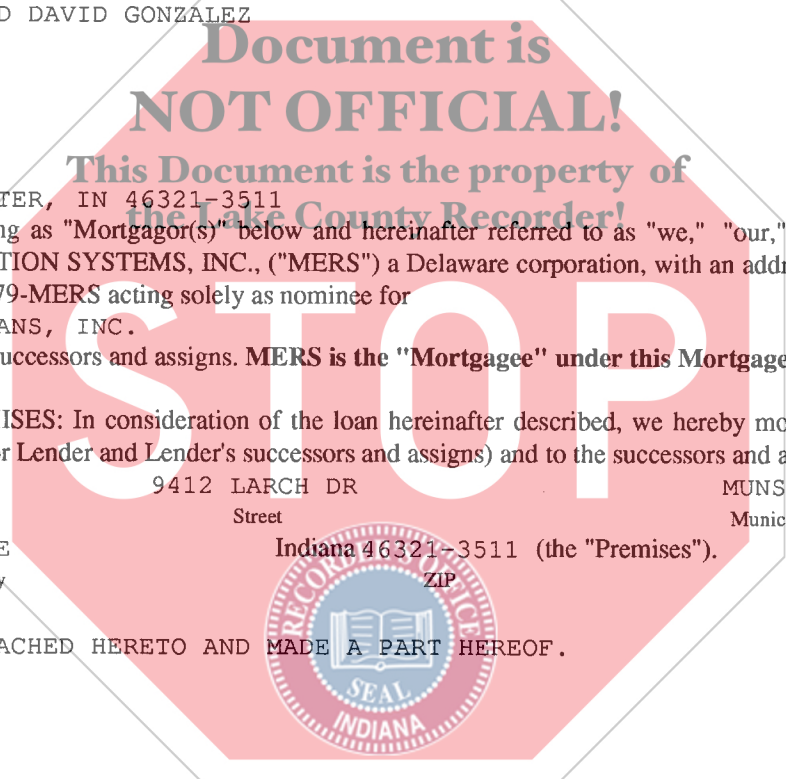 D DAVID GONZALEZ
Document is
NOT OFFICIAL!
This Document is the property of
TER, IN 46321-3511
the Lake County Recorder!
ng as "Mortgagor(s)" below and hereinafter referred to as "we," "our,"
TION SYSTEMS, INC., ("MERS") a Delaware corporation, with an addr
79-MERS acting solely as nominee for
ANS, INC.
uccessors and assigns. MERS is the "Mortgagee" under this Mortgage
STOP
ISES: In consideration of the loan hereinafter described, we hereby mo
r Lender and Lender's successors and assigns) and to the successors and a
9412 LARCH DR MUNS
Street Munic
E Indiana 46321-3511 (the "Premises").
y ZIP
ACHED HERETO AND MADE A PART HEREOF.
RECORDER'S OFFICE
SEAL
INDIANA